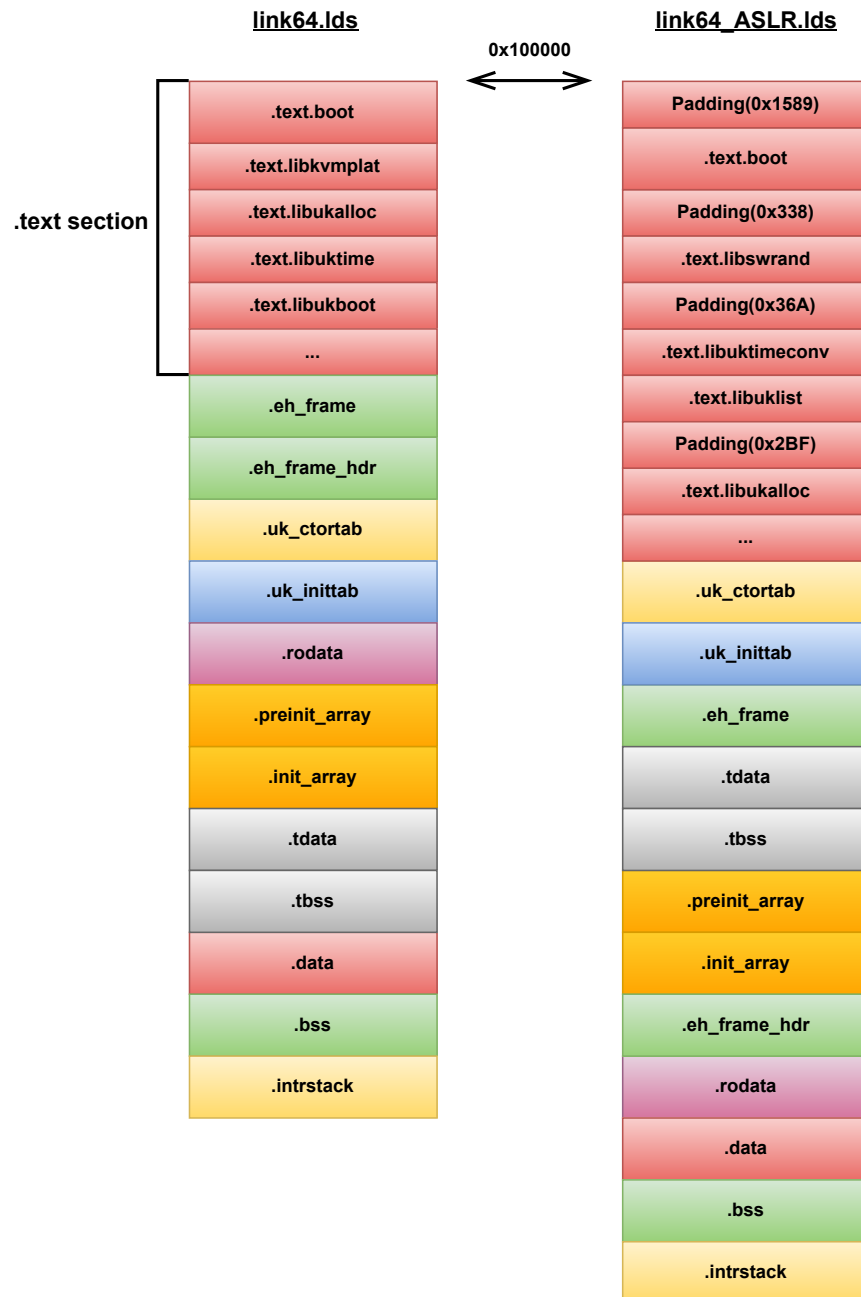 link64.lds
0x100000
link64_ASLR.lds
.text section
.text.boot
.text.libkvmplat
.text.libukalloc
.text.libuktime
.text.libukboot
...
.eh_frame
.eh_frame_hdr
.uk_ctortab
.uk_inittab
.rodata
.preinit_array
.init_array
.tdata
.tbss
.data
.bss
.intrstack
Padding(0x1589)
.text.boot
Padding(0x338)
.text.libswrand
Padding(0x36A)
.text.libuktimeconv
.text.libuklist
Padding(0x2BF)
.text.libukalloc
...
.uk_ctortab
.uk_inittab
.eh_frame
.tdata
.tbss
.preinit_array
.init_array
.eh_frame_hdr
.rodata
.data
.bss
.intrstack